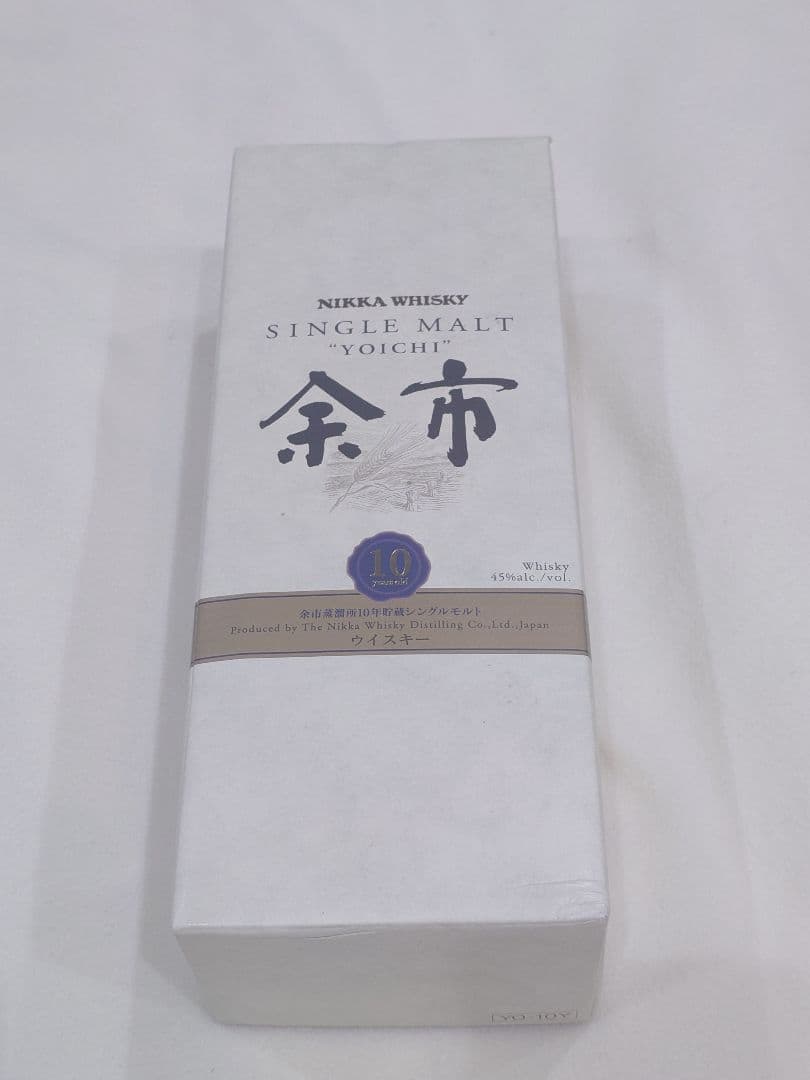 NIKKA WHISKY
SINGLE MALT
"YOICHI"
余市
10
years old
Whisky
45%alc./vol.
余市蒸溜所10年貯蔵シングルモルト
Produced by The Nikka Whisky Distilling Co.,Ltd.,Japan
ウイスキー
[YO-10Y]